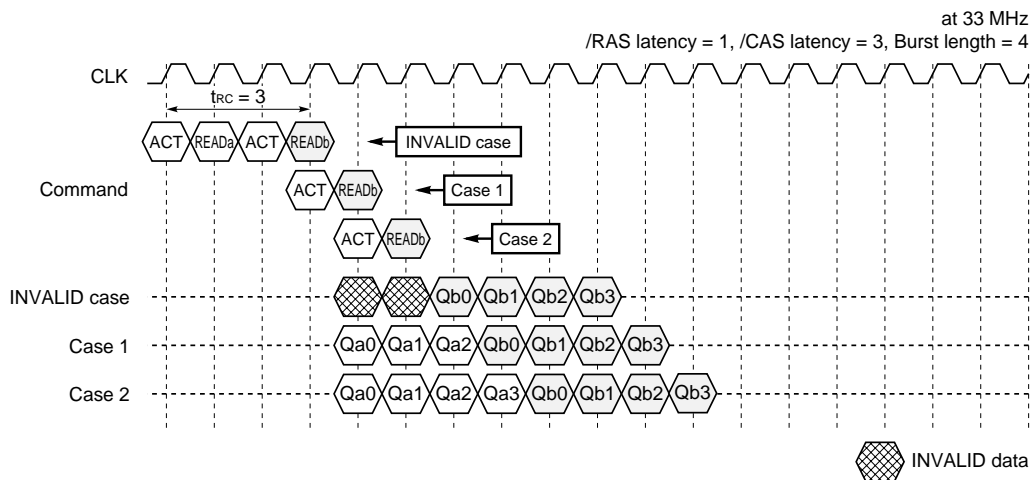 at 33 MHz
/RAS latency = 1, /CAS latency = 3, Burst length = 4
CLK
tRC = 3
ACT READa ACT READb INVALID case
Command ACT READb Case 1
ACT READb Case 2
INVALID case Qb0 Qb1 Qb2 Qb3
Case 1 Qa0 Qa1 Qa2 Qb0 Qb1 Qb2 Qb3
Case 2 Qa0 Qa1 Qa2 Qa3 Qb0 Qb1 Qb2 Qb3
INVALID data